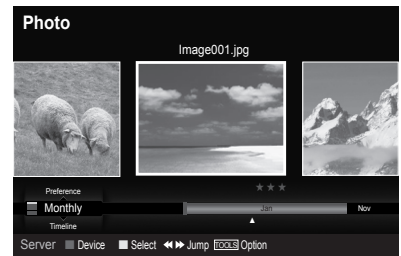 Photo
Image001.jpg
Preference
Monthly
Jan
Nov
Timeline
Server Device Select Jump TOOLS Option